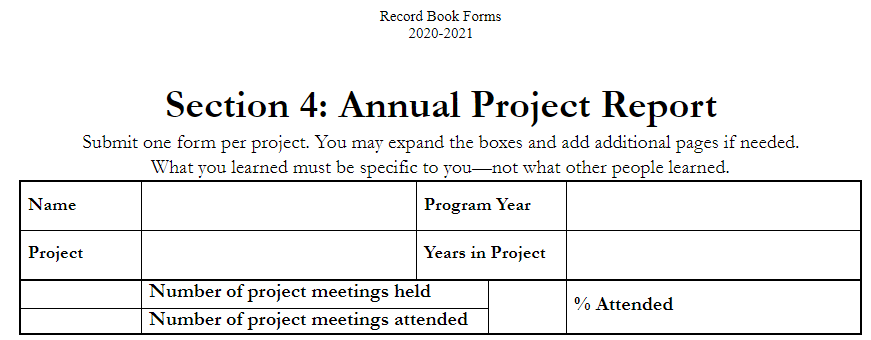 Record Book Forms
2020-2021
Section 4: Annual Project Report
Submit one form per project. You may expand the boxes and add additional pages if needed.
What you learned must be specific to you—not what other people learned.
Name
Program Year
Project
Years in Project
Number of project meetings held
Number of project meetings attended
% Attended